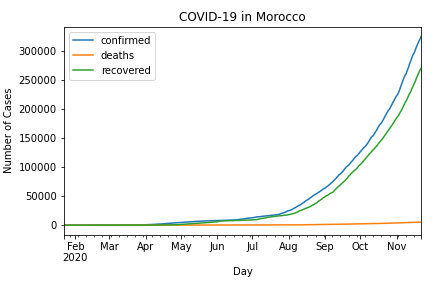 COVID-19 in Morocco
confirmed
deaths
recovered
Number of Cases
300000
250000
200000
150000
100000
50000
0
Feb Mar Apr May Jun Jul Aug Sep Oct Nov
2020
Day